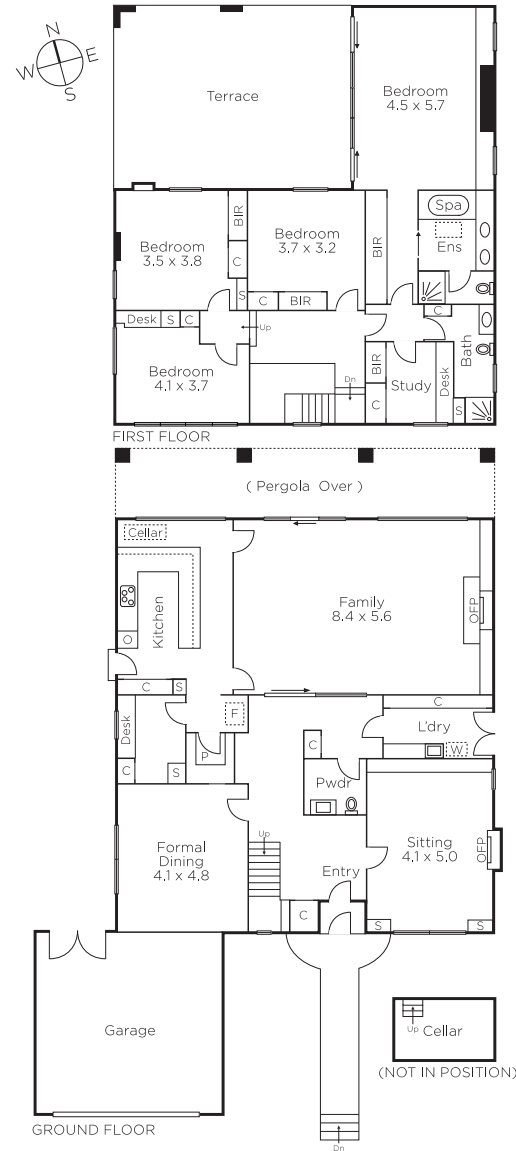 N
W E
S
Terrace
Bedroom
4.5 x 5.7
Spa
Ens
BIR
Bedroom
3.5 x 3.8
C
S
Bedroom
3.7 x 3.2
BIR
C
BIR
Desk
S
C
Up
C
Bath
Bedroom
4.1 x 3.7
Dn
BIR
C
Study
Desk
S
FIRST FLOOR
( Pergola Over )
Cellar
Kitchen
O
Family
8.4 x 5.6
OFP
C
S
F
C
L'dry
W
Desk
P
C
S
C
Pwdr
Formal
Dining
4.1 x 4.8
Up
Entry
Sitting
4.1 x 5.0
OFP
C
S
S
Garage
Up
Cellar
(NOT IN POSITION)
GROUND FLOOR
Dn